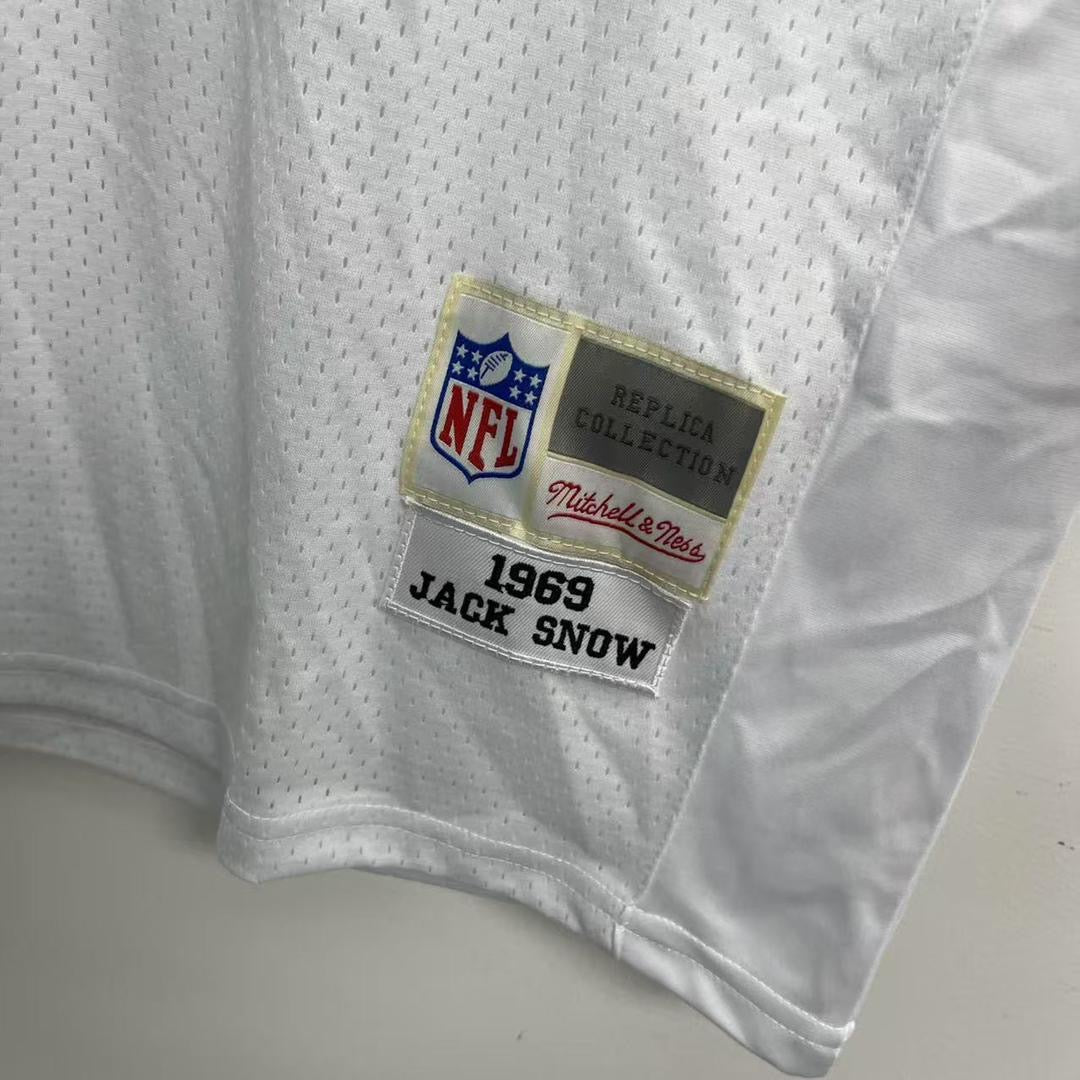 NFL
REPLICA
COLLECTION
Mitchell & Ness
1969
JACK SNOW